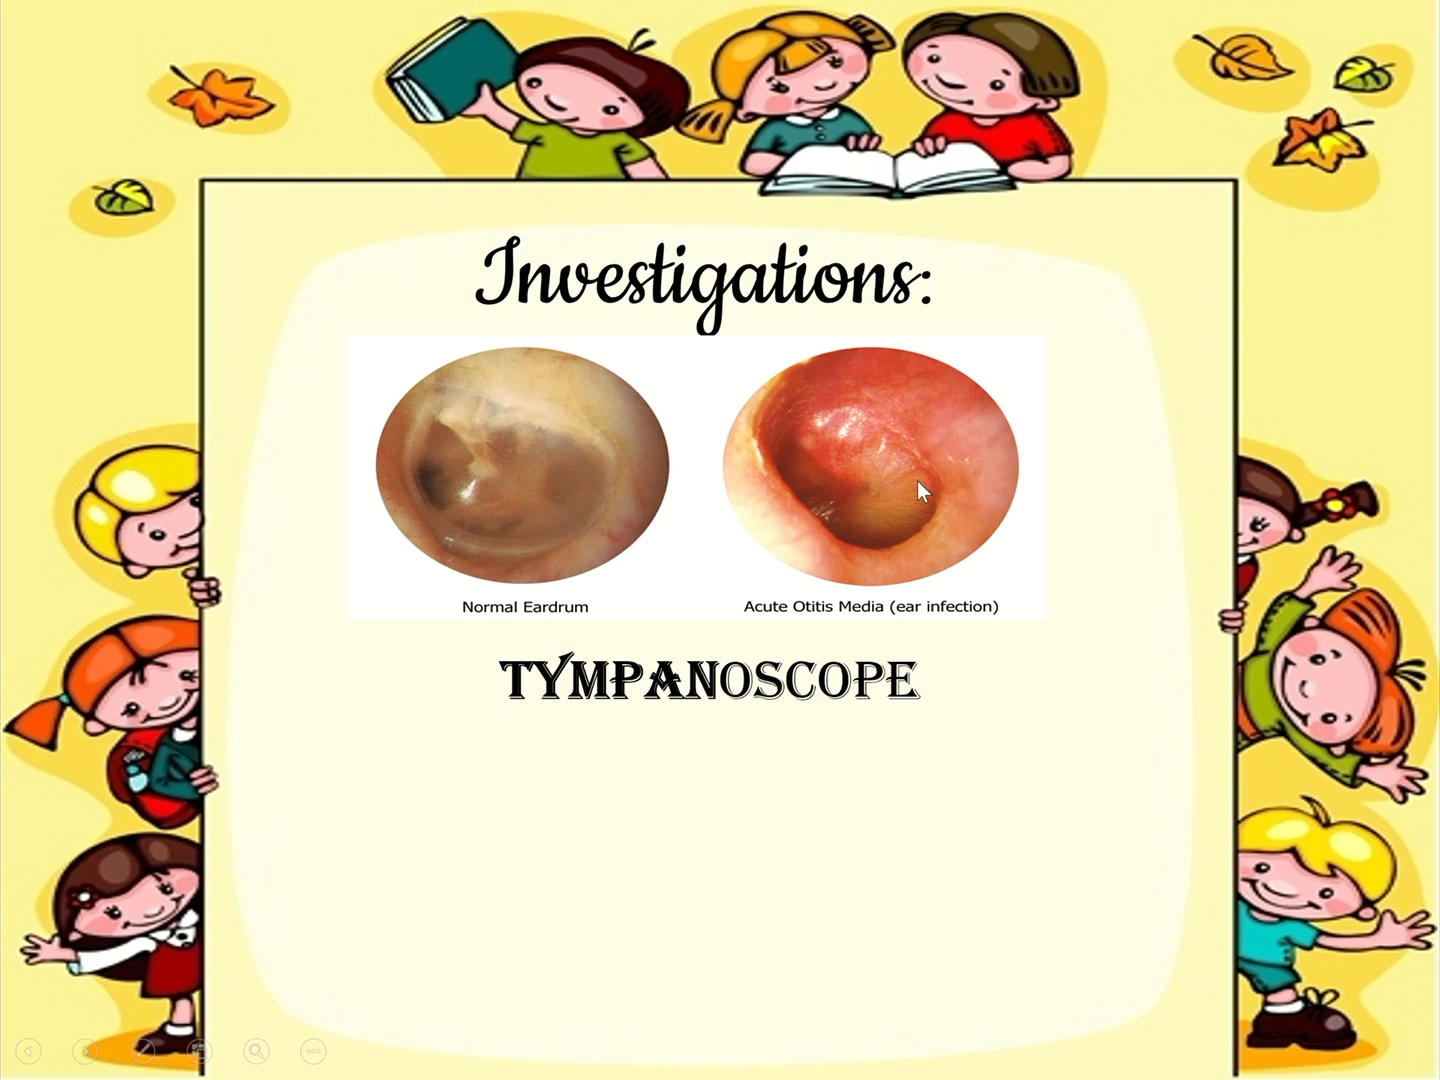 Investigations:
Normal Eardrum
Acute Otitis Media (ear infection)
TYMPANOSCOPE